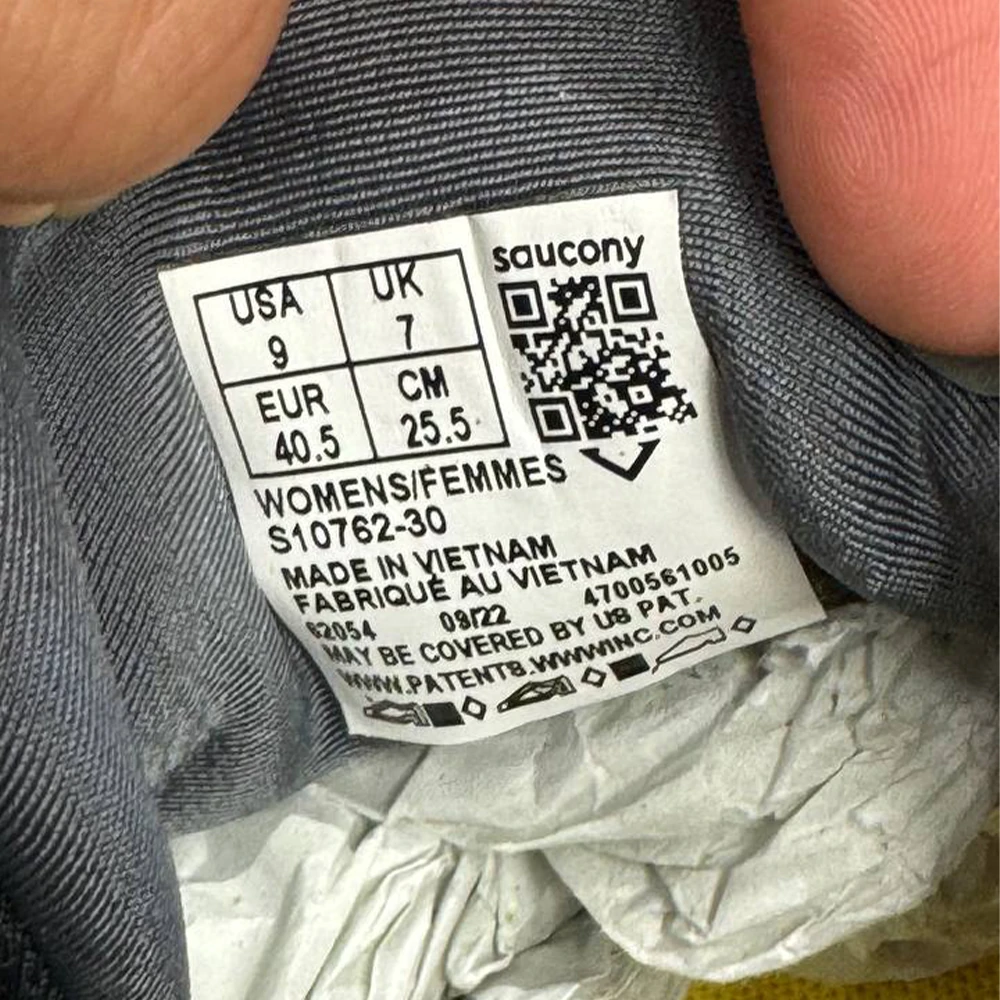 saucony
USA UK
9 7
EUR CM
40.5 25.5
WOMENS/FEMMES
S10762-30
MADE IN VIETNAM
FABRIQUÉ AU VIETNAM
62054 09/22 4700561005
MAY BE COVERED BY US PAT.
WWW.PATENTS.WWWINC.COM